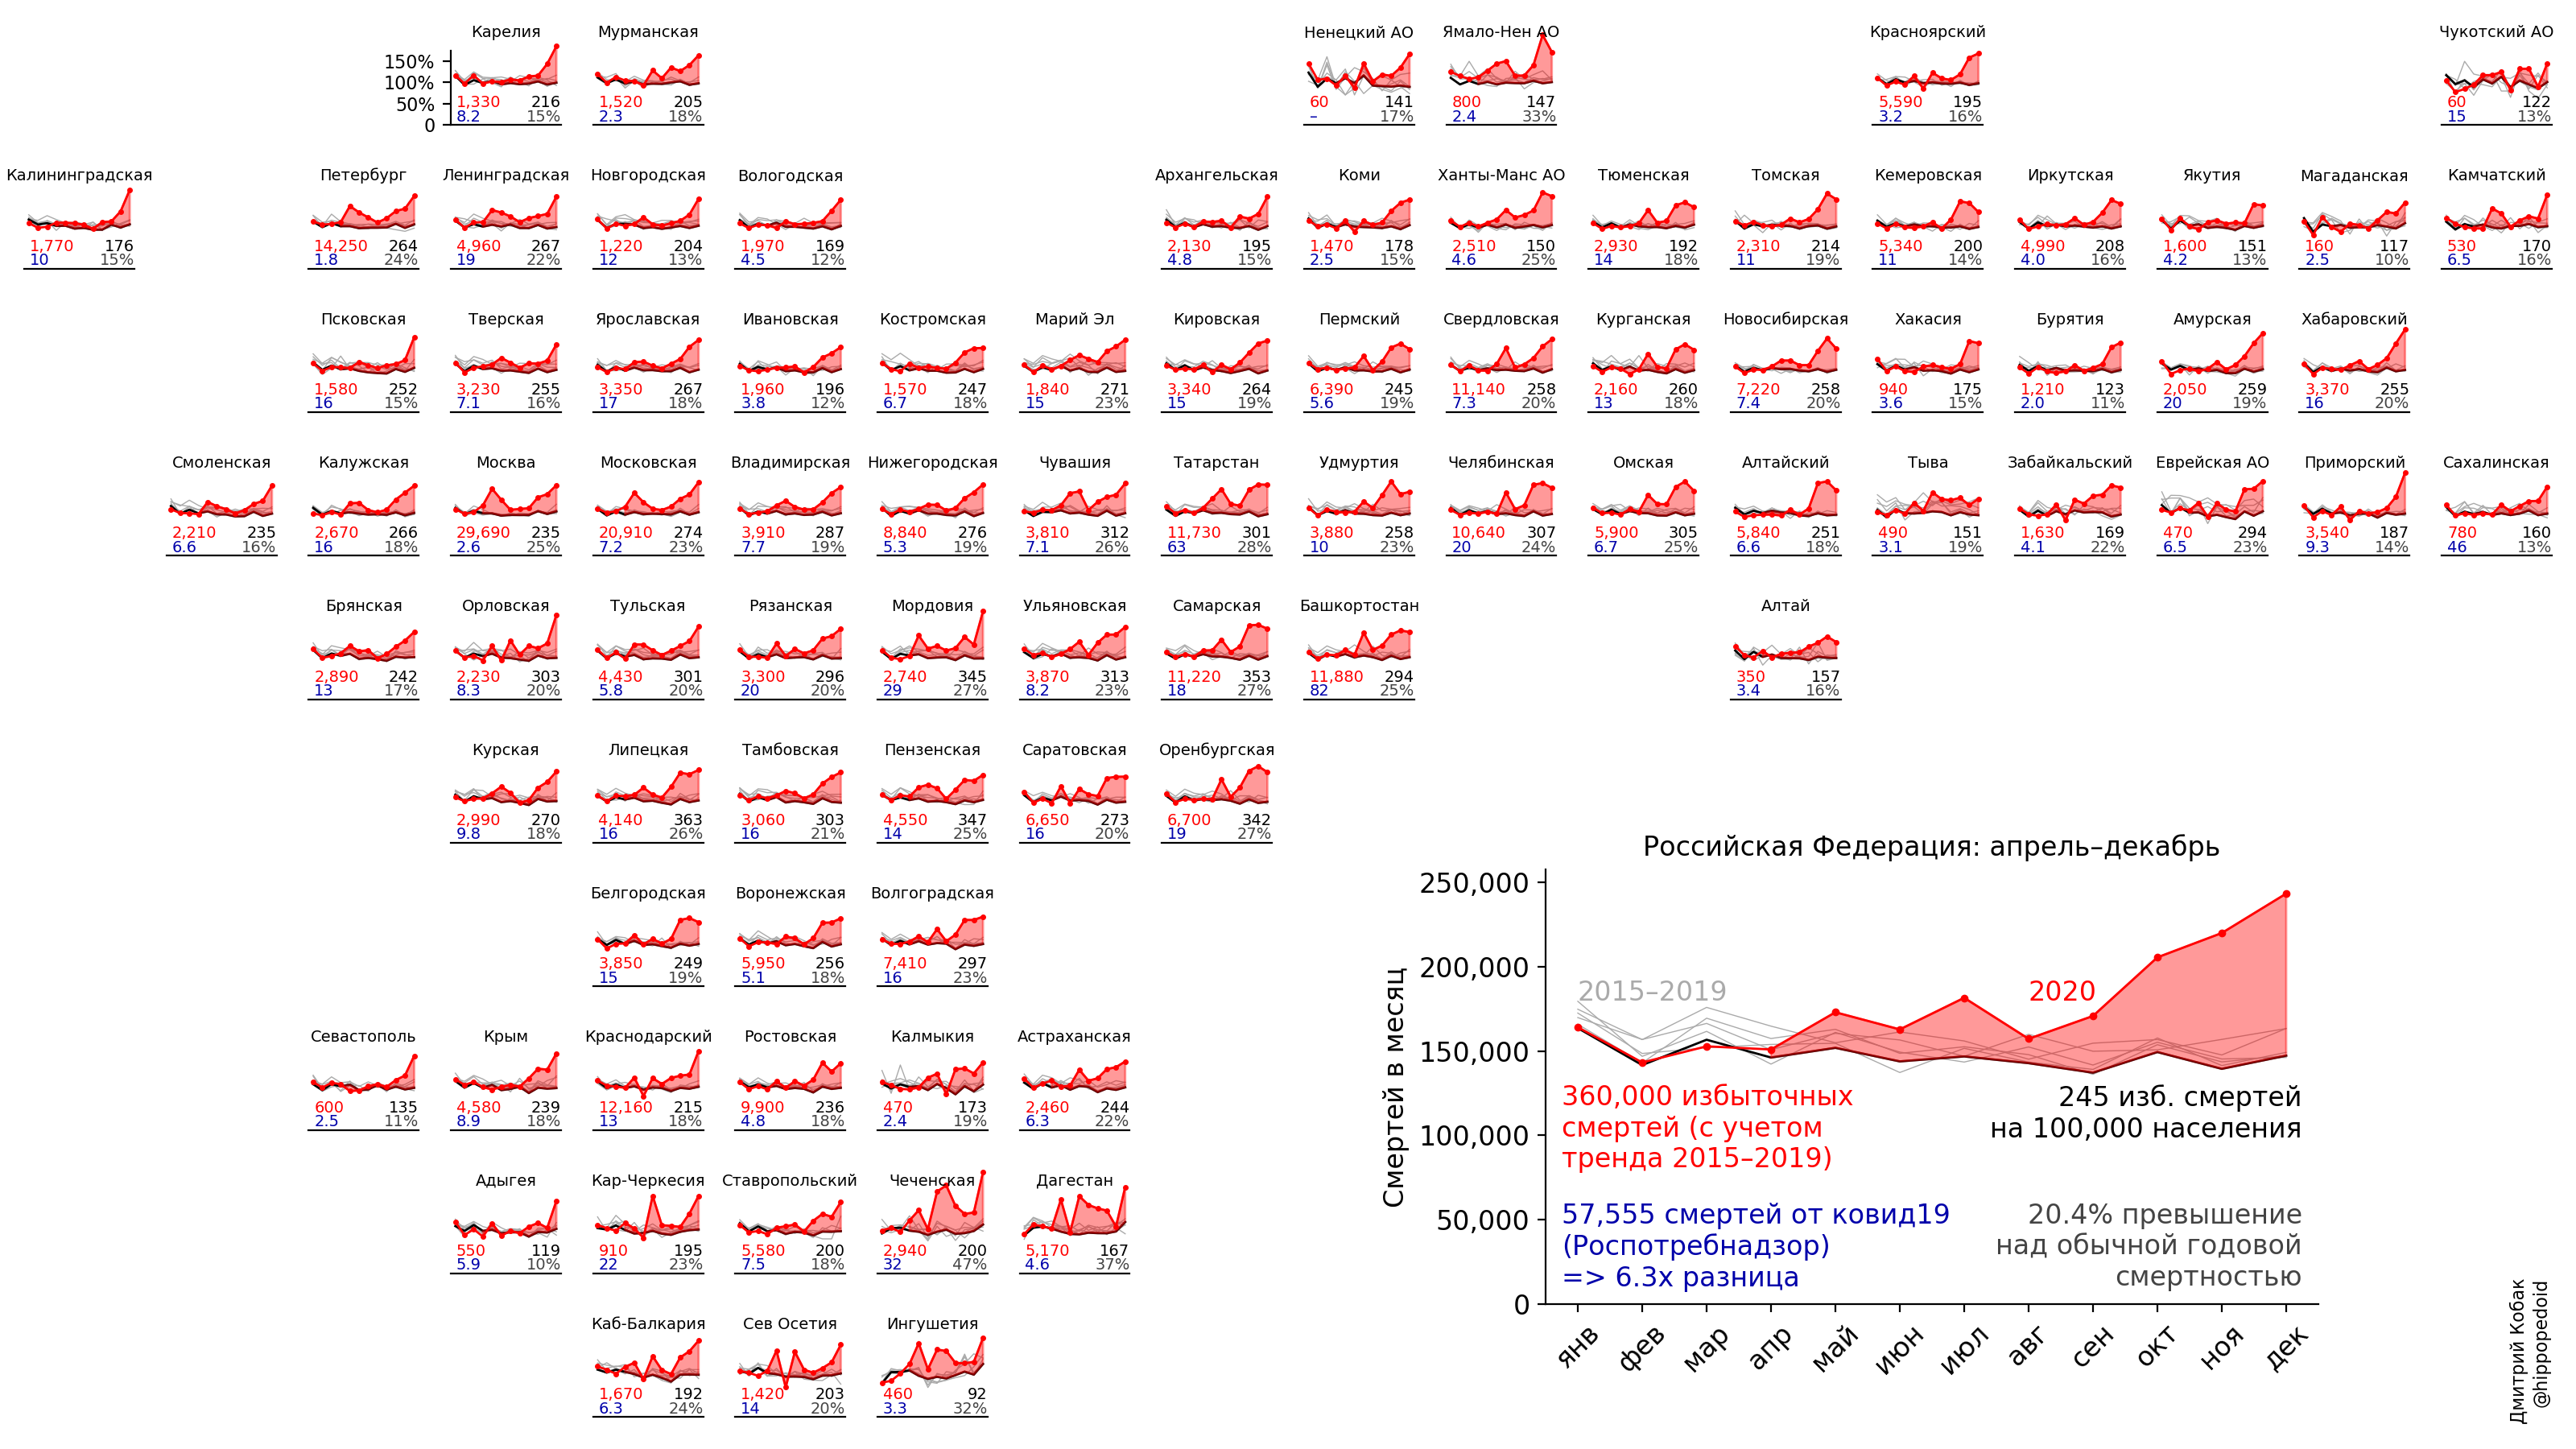 Карелия
150%
100%
50%
0
1,330 216
8.2 15%
Мурманская
1,520 205
2.3 18%
Ненецкий АО
60 141
– 17%
Ямало-Нен АО
800 147
2.4 33%
Красноярский
5,590 195
3.2 16%
Чукотский АО
60 122
15 13%
Калининградская
1,770 176
10 15%
Петербург
14,250 264
1.8 24%
Ленинградская
4,960 267
19 22%
Новгородская
1,220 204
12 13%
Вологодская
1,970 169
4.5 12%
Архангельская
2,130 195
4.8 15%
Коми
1,470 178
2.5 15%
Ханты-Манс АО
2,510 150
4.6 25%
Тюменская
2,930 192
14 18%
Томская
2,310 214
11 19%
Кемеровская
5,340 200
11 14%
Иркутская
4,990 208
4.0 16%
Якутия
1,600 151
4.2 13%
Магаданская
160 117
2.5 10%
Камчатский
530 170
6.5 16%
Псковская
1,580 252
16 15%
Тверская
3,230 255
7.1 16%
Ярославская
3,350 267
17 18%
Ивановская
1,960 196
3.8 12%
Костромская
1,570 247
6.7 18%
Марий Эл
1,840 271
15 23%
Кировская
3,340 264
15 19%
Пермский
6,390 245
5.6 19%
Свердловская
11,140 258
7.3 20%
Курганская
2,160 260
13 18%
Новосибирская
7,220 258
7.4 20%
Хакасия
940 175
3.6 15%
Бурятия
1,210 123
2.0 11%
Амурская
2,050 259
20 19%
Хабаровский
3,370 255
16 20%
Смоленская
2,210 235
6.6 16%
Калужская
2,670 266
16 18%
Москва
29,690 235
2.6 25%
Московская
20,910 274
7.2 23%
Владимирская
3,910 287
7.7 19%
Нижегородская
8,840 276
5.3 19%
Чувашия
3,810 312
7.1 26%
Татарстан
11,730 301
63 28%
Удмуртия
3,880 258
10 23%
Челябинская
10,640 307
20 24%
Омская
5,900 305
6.7 25%
Алтайский
5,840 251
6.6 18%
Тыва
490 151
3.1 19%
Забайкальский
1,630 169
4.1 22%
Еврейская АО
470 294
6.5 23%
Приморский
3,540 187
9.3 14%
Сахалинская
780 160
46 13%
Брянская
2,890 242
13 17%
Орловская
2,230 303
8.3 20%
Тульская
4,430 301
5.8 20%
Рязанская
3,300 296
20 20%
Мордовия
2,740 345
29 27%
Ульяновская
3,870 313
8.2 23%
Самарская
11,220 353
18 27%
Башкортостан
11,880 294
82 25%
Алтай
350 157
3.4 16%
Курская
2,990 270
9.8 18%
Липецкая
4,140 363
16 26%
Тамбовская
3,060 303
16 21%
Пензенская
4,550 347
14 25%
Саратовская
6,650 273
16 20%
Оренбургская
6,700 342
19 27%
Белгородская
3,850 249
15 19%
Воронежская
5,950 256
5.1 18%
Волгоградская
7,410 297
16 23%
Севастополь
600 135
2.5 11%
Крым
4,580 239
8.9 18%
Краснодарский
12,160 215
13 18%
Ростовская
9,900 236
4.8 18%
Калмыкия
470 173
2.4 19%
Астраханская
2,460 244
6.3 22%
Адыгея
550 119
5.9 10%
Кар-Черкесия
910 195
22 23%
Ставропольский
5,580 200
7.5 18%
Чеченская
2,940 200
32 47%
Дагестан
5,170 167
4.6 37%
Каб-Балкария
1,670 192
6.3 24%
Сев Осетия
1,420 203
14 20%
Ингушетия
460 92
3.3 32%
Российская Федерация: апрель–декабрь
Смертей в месяц
250,000
200,000
150,000
100,000
50,000
0
2015–2019
2020
360,000 избыточных
смертей (с учетом
тренда 2015–2019)
245 изб. смертей
на 100,000 населения
57,555 смертей от ковид19
(Роспотребнадзор)
=> 6.3x разница
20.4% превышение
над обычной годовой
смертностью
янв фев мар апр май июн июл авг сен окт ноя дек
Дмитрий Кобак
@hippopedoid